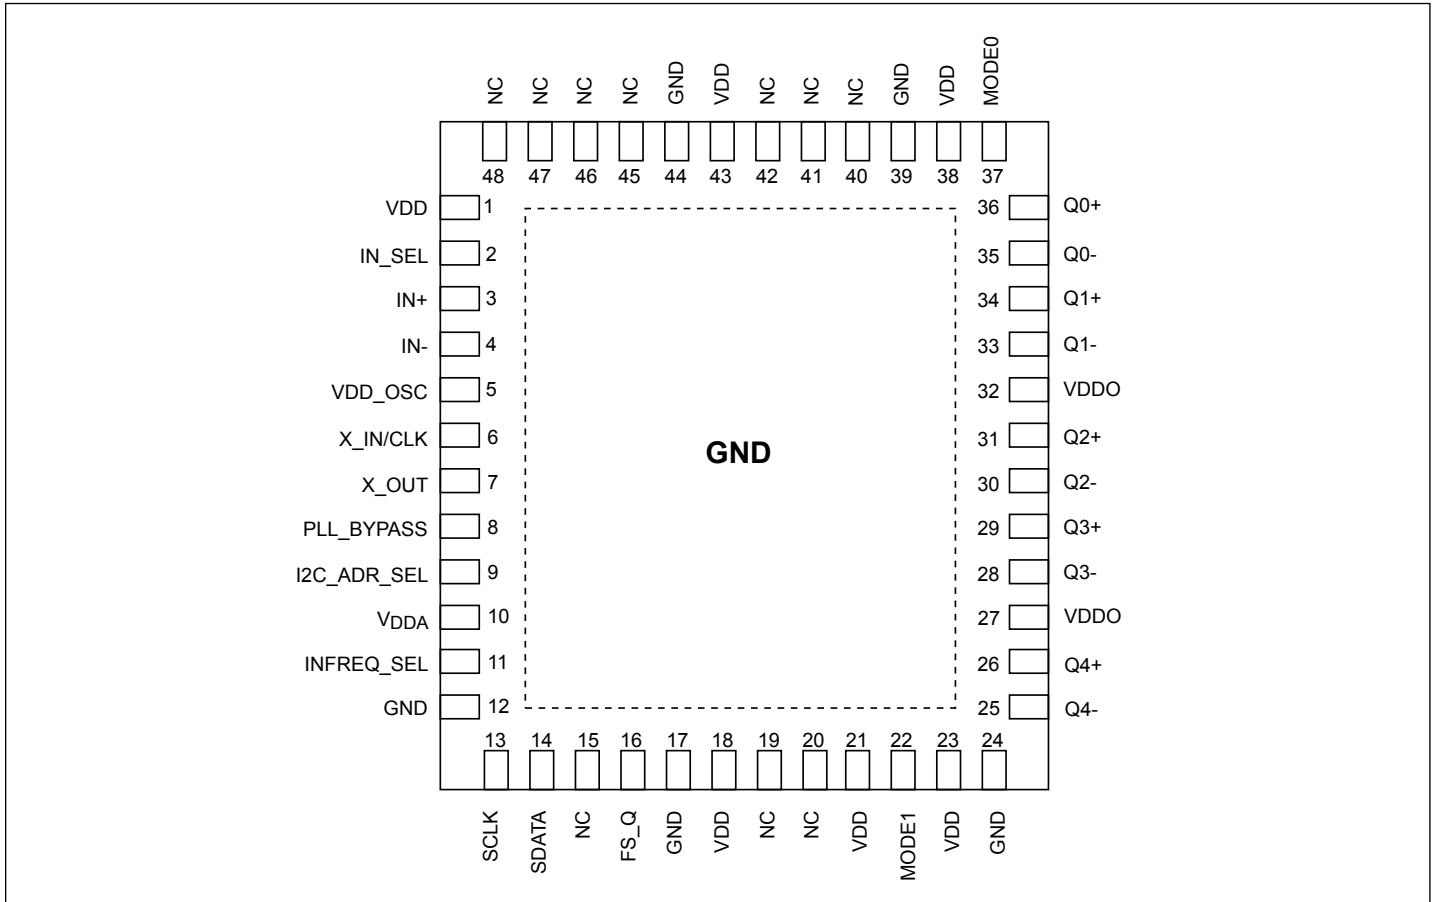 NC NC NC NC GND VDD NC NC NC GND VDD MODE0
48 47 46 45 44 43 42 41 40 39 38 37
VDD 1 36 Q0+
IN_SEL 2 35 Q0-
IN+ 3 34 Q1+
IN- 4 33 Q1-
VDD_OSC 5 32 VDDO
X_IN/CLK 6 31 Q2+
GND
X_OUT 7 30 Q2-
PLL_BYPASS 8 29 Q3+
I2C_ADR_SEL 9 28 Q3-
VDDA 10 27 VDDO
INFREQ_SEL 11 26 Q4+
GND 12 25 Q4-
13 14 15 16 17 18 19 20 21 22 23 24
SCLK SDATA NC FS_Q GND VDD NC NC VDD MODE1 VDD GND